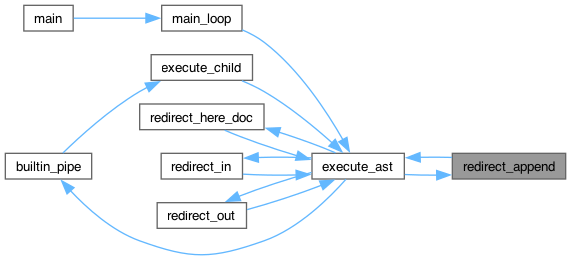 main
main_loop
execute_child
redirect_here_doc
builtin_pipe
redirect_in
execute_ast
redirect_append
redirect_out